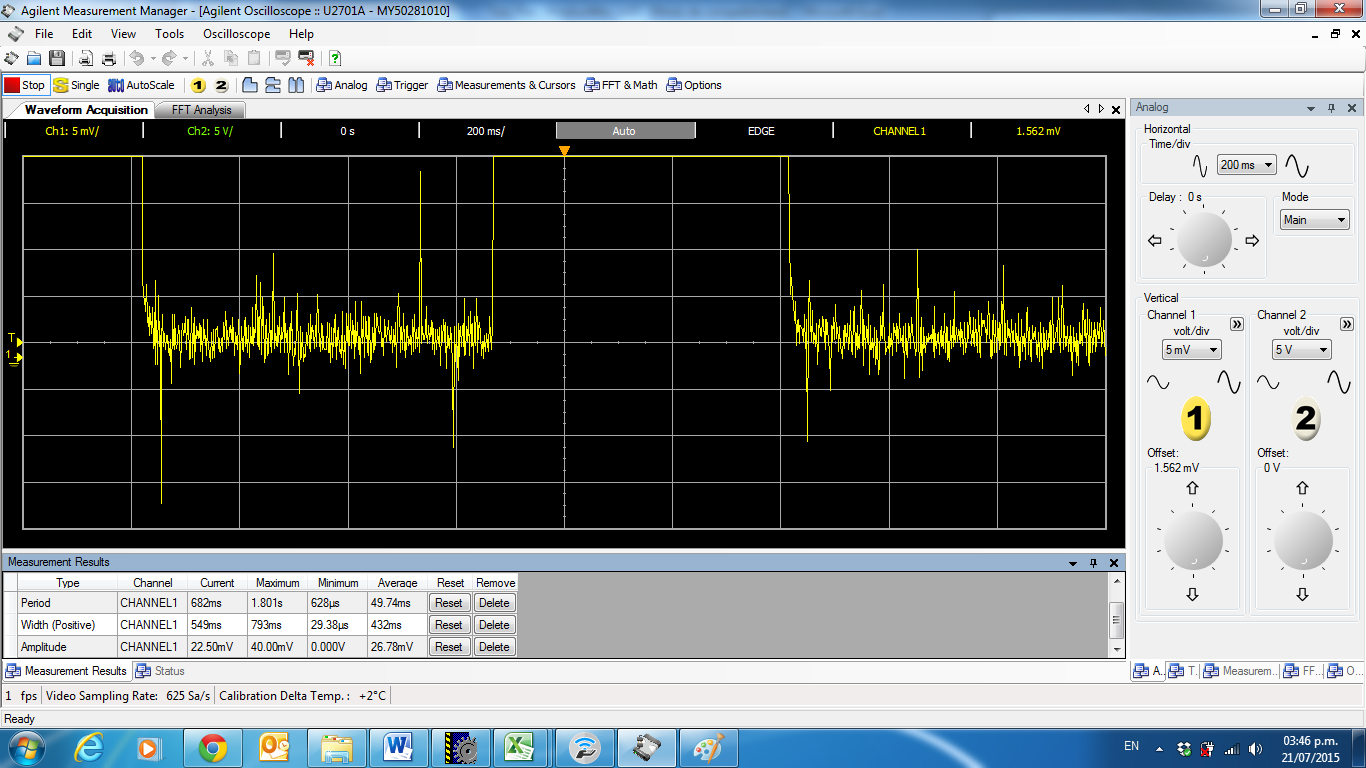 Agilent Measurement Manager - [Agilent Oscilloscope :: U2701A - MY50281010]
File Edit View Tools Oscilloscope Help
Stop Single AutoScale 1 2 Analog Trigger Measurements & Cursors FFT & Math Options
Waveform Acquisition FFT Analysis
Ch1: 5 mV/ Ch2: 5 V/ 0 s 200 ms/ Auto EDGE CHANNEL1 1.562 mV
T
1
Analog
Horizontal
Time/div
200 ms
Delay : 0 s
Mode
Main
Vertical
Channel 1 Channel 2
volt/div volt/div
5 mV 5 V
1 2
Offset: Offset:
1.562 mV 0 V
Measurement Results
Type Channel Current Maximum Minimum Average Reset Remove
Period CHANNEL1 682ms 1.801s 628µs 49.74ms Reset Delete
Width (Positive) CHANNEL1 549ms 793ms 29.38µs 432ms Reset Delete
Amplitude CHANNEL1 22.50mV 40.00mV 0.000V 26.78mV Reset Delete
Measurement Results Status
A.. T.. Measurem... FF... O...
1 fps Video Sampling Rate: 625 Sa/s Calibration Delta Temp. : +2°C
Ready
EN 03:46 p.m.
21/07/2015